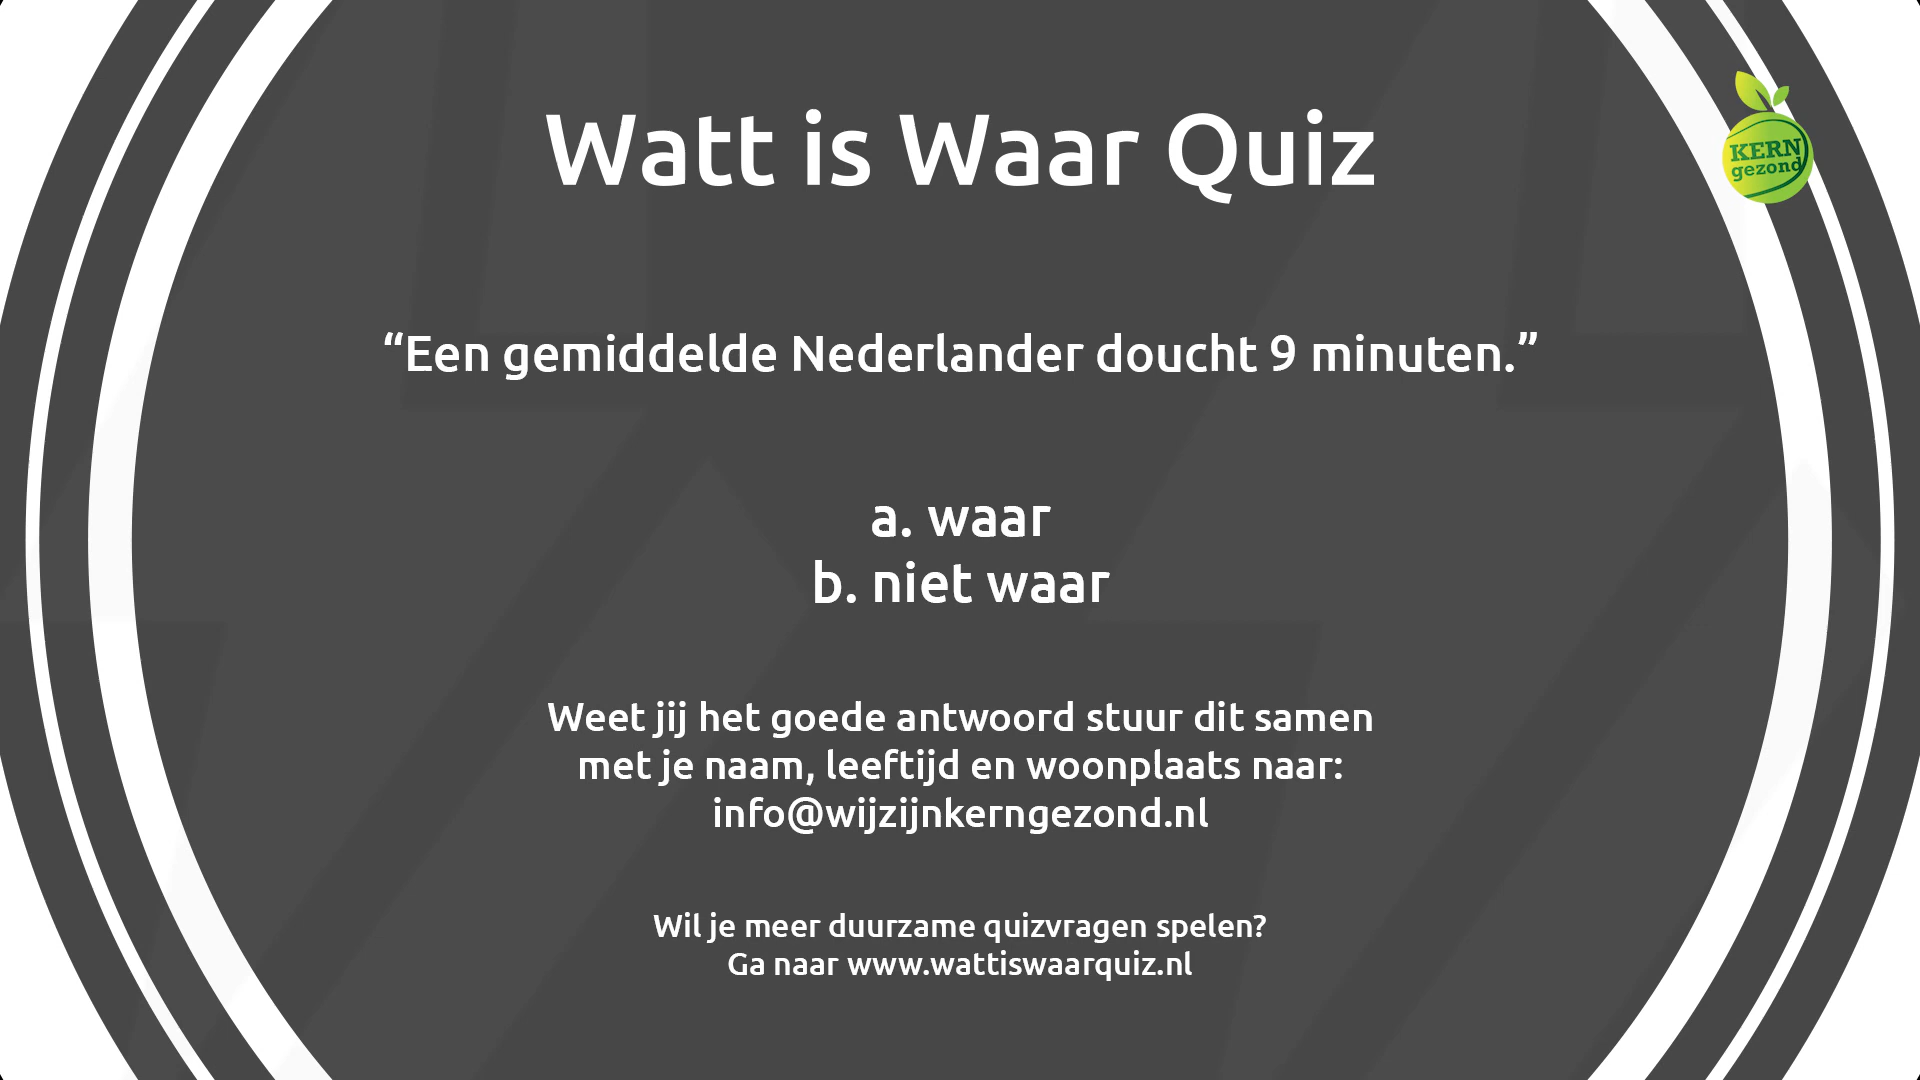 Watt is Waar Quiz
KERN
gezond
“Een gemiddelde Nederlander doucht 9 minuten.”
a. waar
b. niet waar
Weet jij het goede antwoord stuur dit samen
met je naam, leeftijd en woonplaats naar:
info@wijzijnkerngezond.nl
Wil je meer duurzame quizvragen spelen?
Ga naar www.wattiswaarquiz.nl